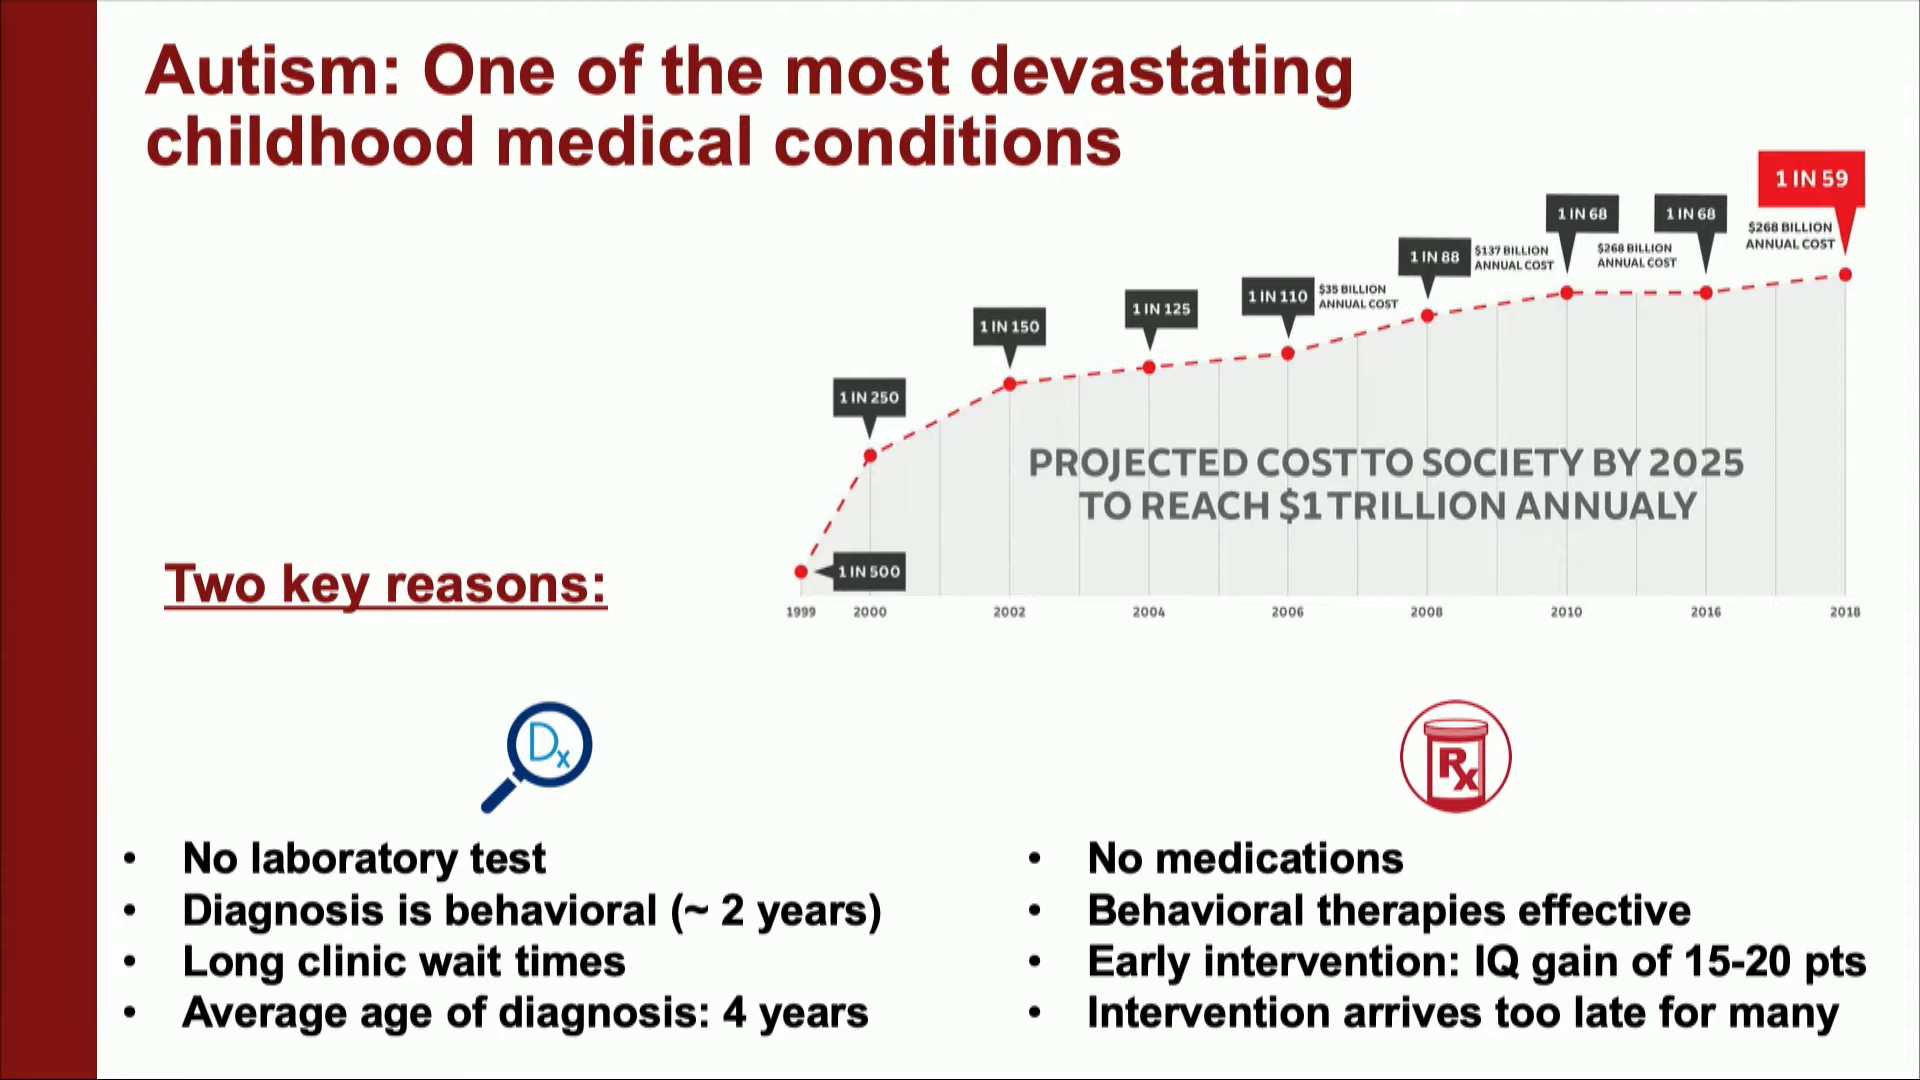 Autism: One of the most devastating
childhood medical conditions
1 IN 59
1 IN 68
1 IN 68
$268 BILLION
ANNUAL COST
1 IN 88
$137 BILLION
ANNUAL COST
$268 BILLION
ANNUAL COST
1 IN 110
$35 BILLION
ANNUAL COST
1 IN 125
1 IN 150
1 IN 250
PROJECTED COST TO SOCIETY BY 2025
TO REACH $1 TRILLION ANNUALY
1 IN 500
1999 2000 2002 2004 2006 2008 2010 2016 2018
Two key reasons:
Dx
• No laboratory test
• Diagnosis is behavioral (~ 2 years)
• Long clinic wait times
• Average age of diagnosis: 4 years
Rx
• No medications
• Behavioral therapies effective
• Early intervention: IQ gain of 15-20 pts
• Intervention arrives too late for many